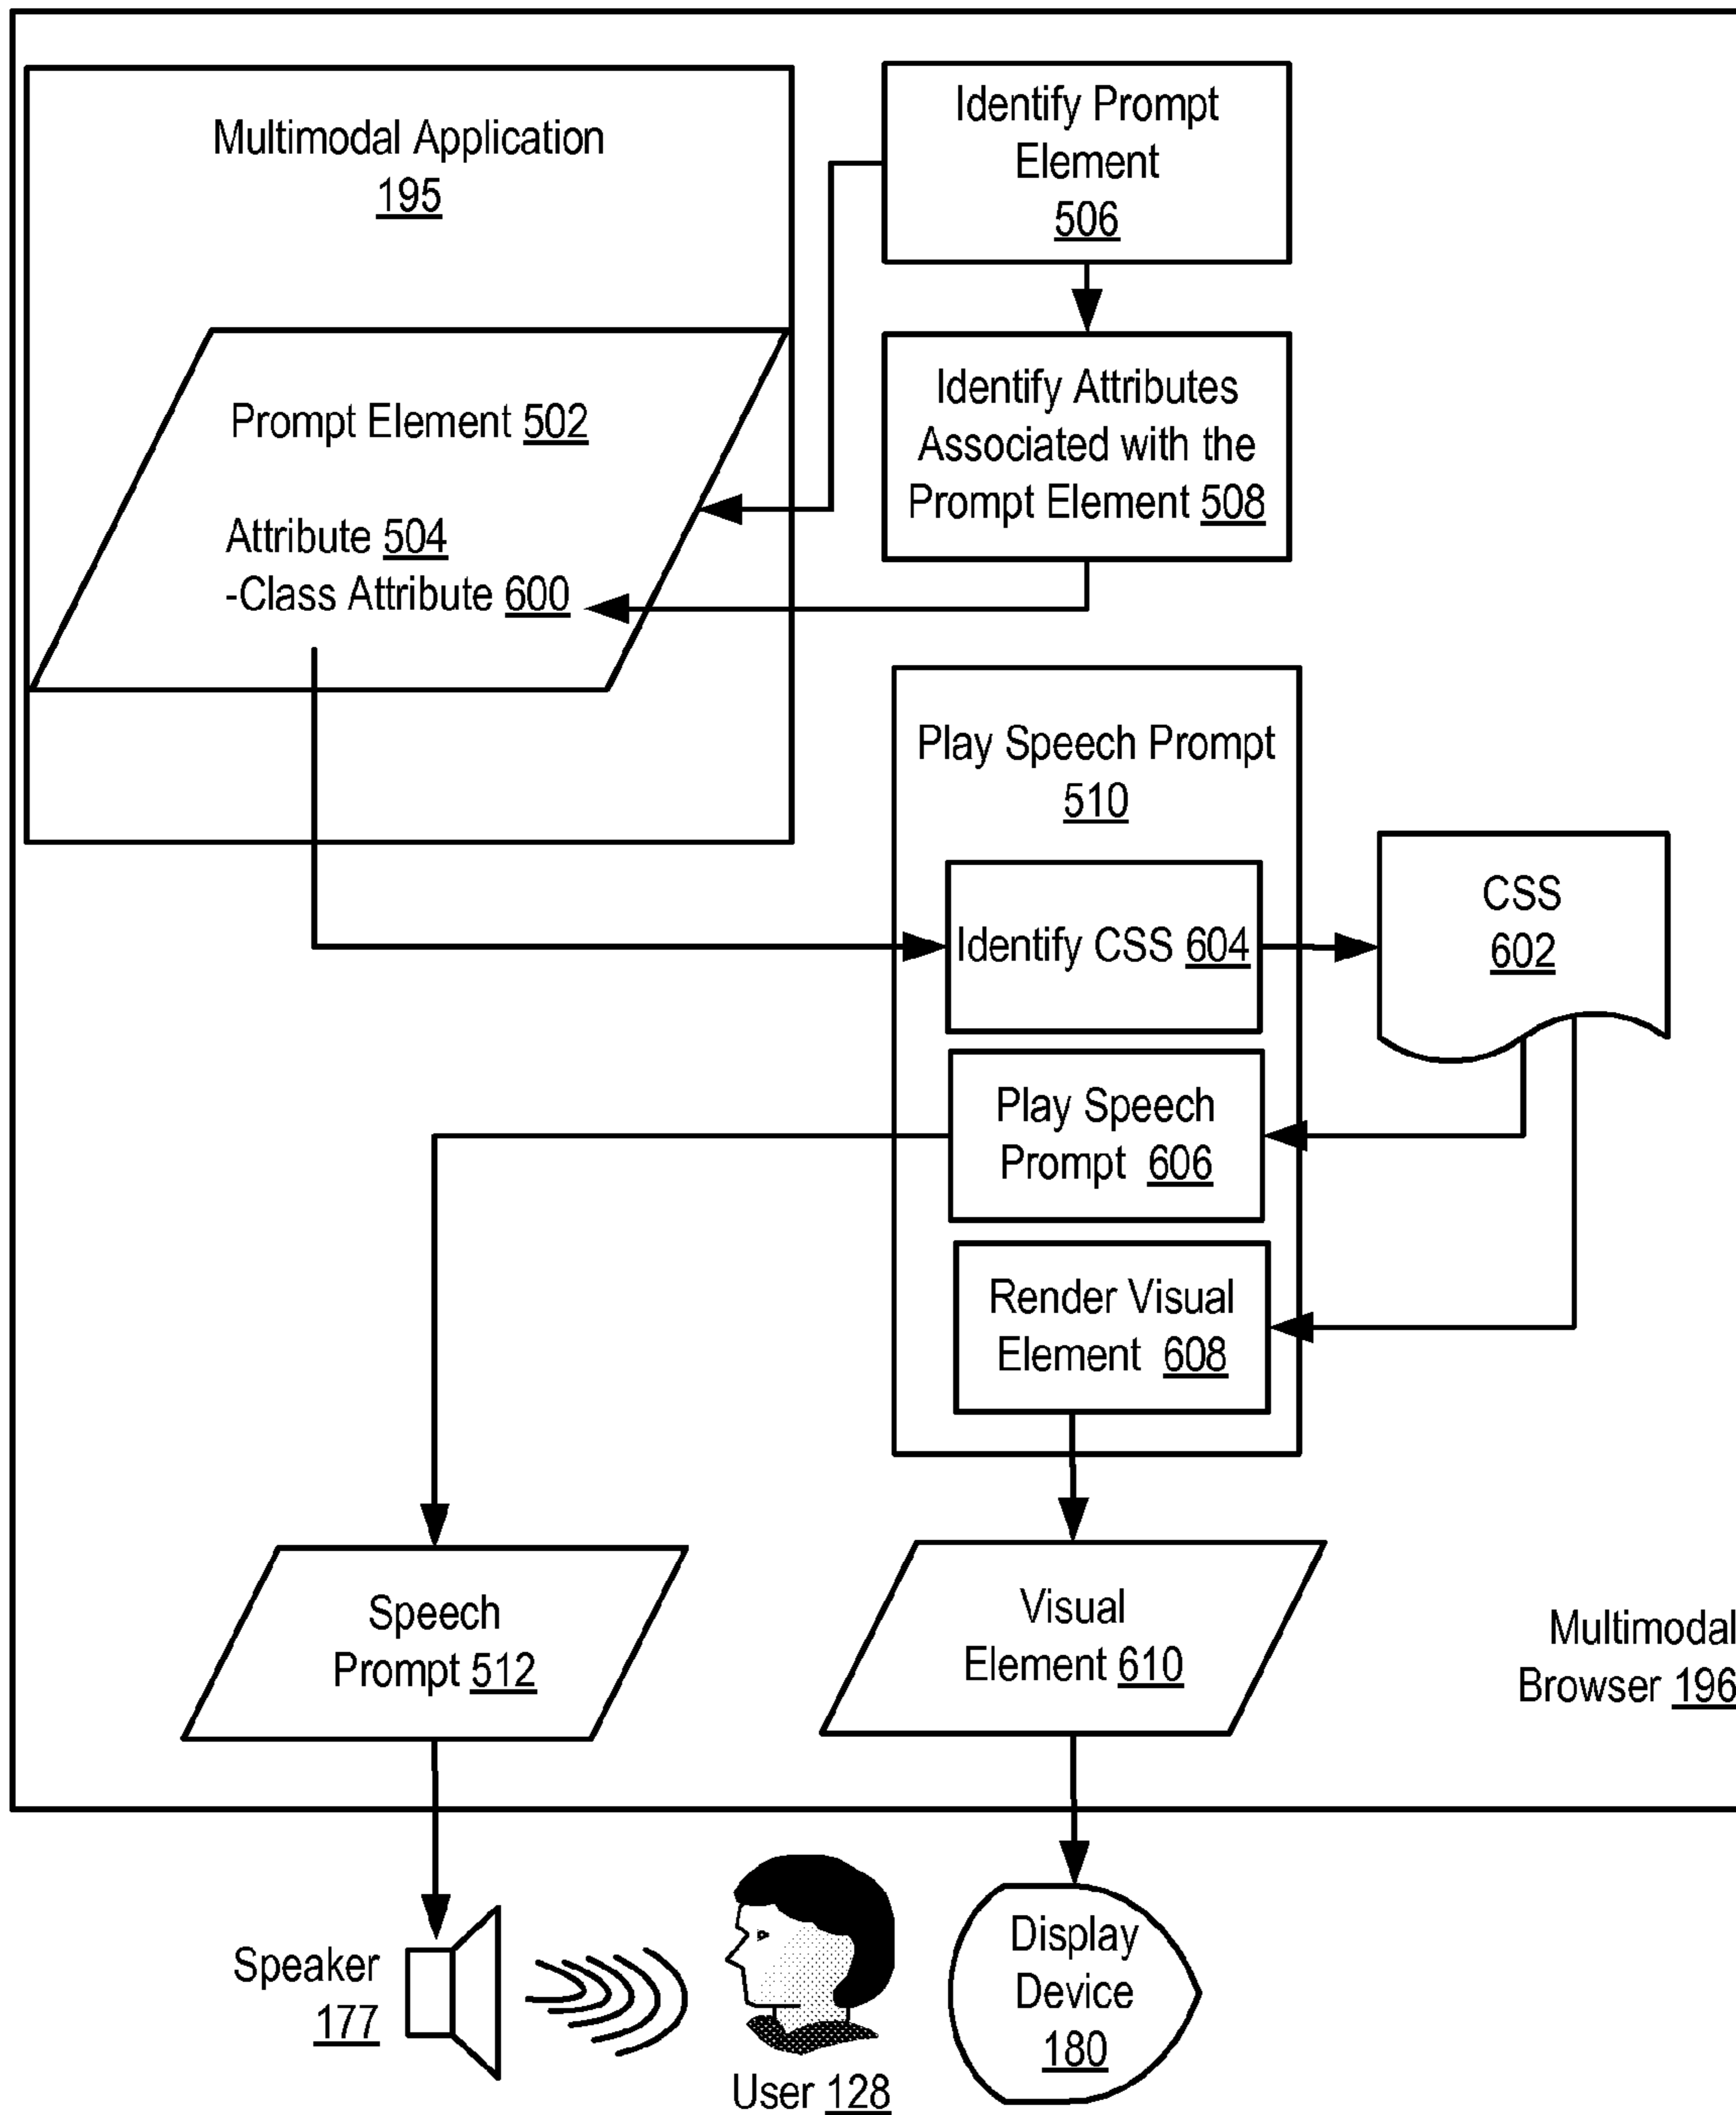 Multimodal Application
195
Identify Prompt
Element
506
Prompt Element 502
Attribute 504
-Class Attribute 600
Identify Attributes
Associated with the
Prompt Element 508
Play Speech Prompt
510
Identify CSS 604
CSS
602
Play Speech
Prompt 606
Render Visual
Element 608
Speech
Prompt 512
Visual
Element 610
Multimodal
Browser 196
Speaker
177
User 128
Display
Device
180